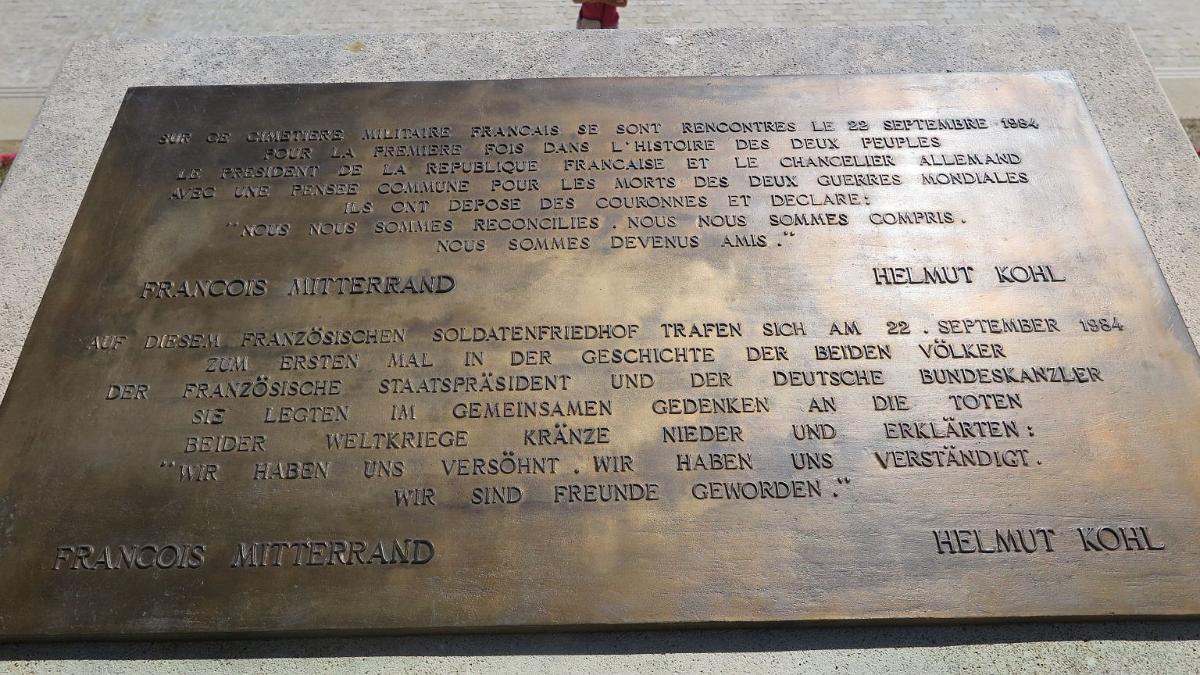 SUR CE CIMETIERE MILITAIRE FRANCAIS SE SONT RENCONTRES LE 22 SEPTEMBRE 1984
POUR LA PREMIERE FOIS DANS L'HISTOIRE DES DEUX PEUPLES
LE PRESIDENT DE LA REPUBLIQUE FRANCAISE ET LE CHANCELIER ALLEMAND
AVEC UNE PENSEE COMMUNE POUR LES MORTS DES DEUX GUERRES MONDIALES
ILS ONT DEPOSE DES COURONNES ET DECLARE:
"NOUS NOUS SOMMES RECONCILIES. NOUS NOUS SOMMES COMPRIS.
NOUS SOMMES DEVENUS AMIS."
FRANCOIS MITTERRAND HELMUT KOHL
AUF DIESEM FRANZÖSISCHEN SOLDATENFRIEDHOF TRAFEN SICH AM 22. SEPTEMBER 1984
ZUM ERSTEN MAL IN DER GESCHICHTE DER BEIDEN VÖLKER
DER FRANZÖSISCHE STAATSPRÄSIDENT UND DER DEUTSCHE BUNDESKANZLER
SIE LEGTEN IM GEMEINSAMEN GEDENKEN AN DIE TOTEN
BEIDER WELTKRIEGE KRÄNZE NIEDER UND ERKLÄRTEN:
"WIR HABEN UNS VERSÖHNT. WIR HABEN UNS VERSTÄNDIGT.
WIR SIND FREUNDE GEWORDEN."
FRANCOIS MITTERRAND HELMUT KOHL